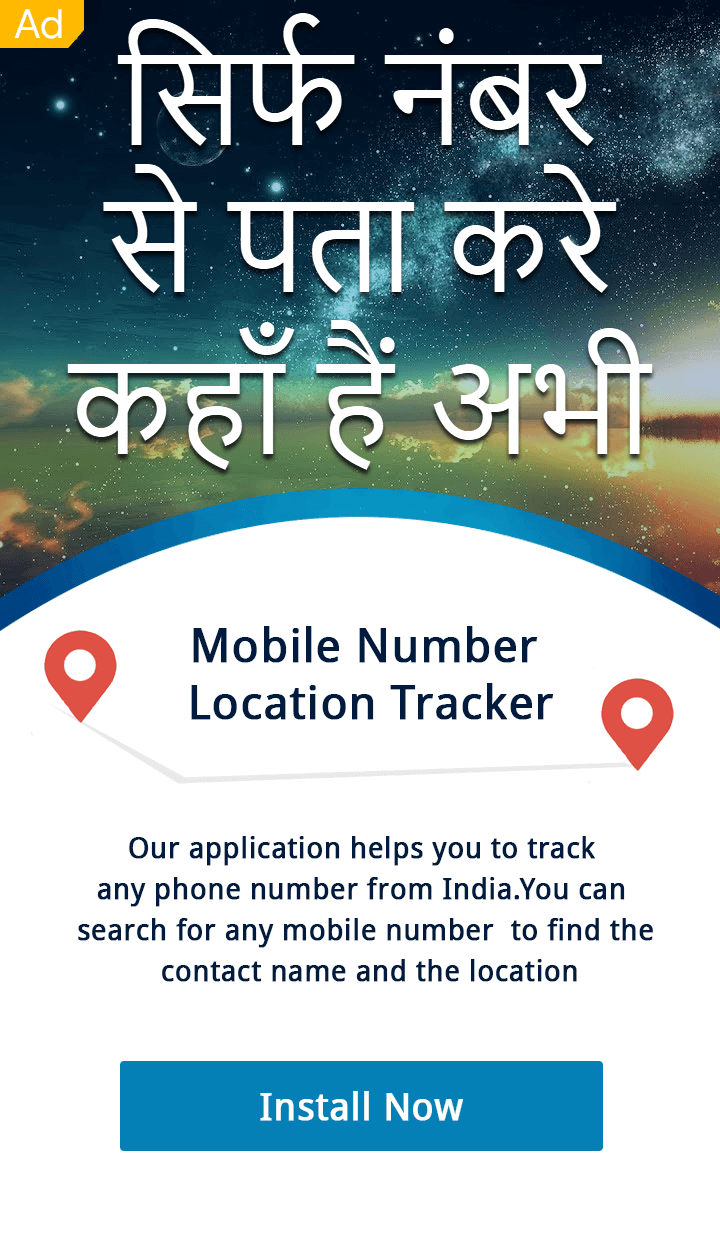 Ad
सिर्फ नंबर
से पता करे
कहाँ हैं अभी
Mobile Number
Location Tracker
Our application helps you to track
any phone number from India.You can
search for any mobile number  to find the
contact name and the location
Install Now